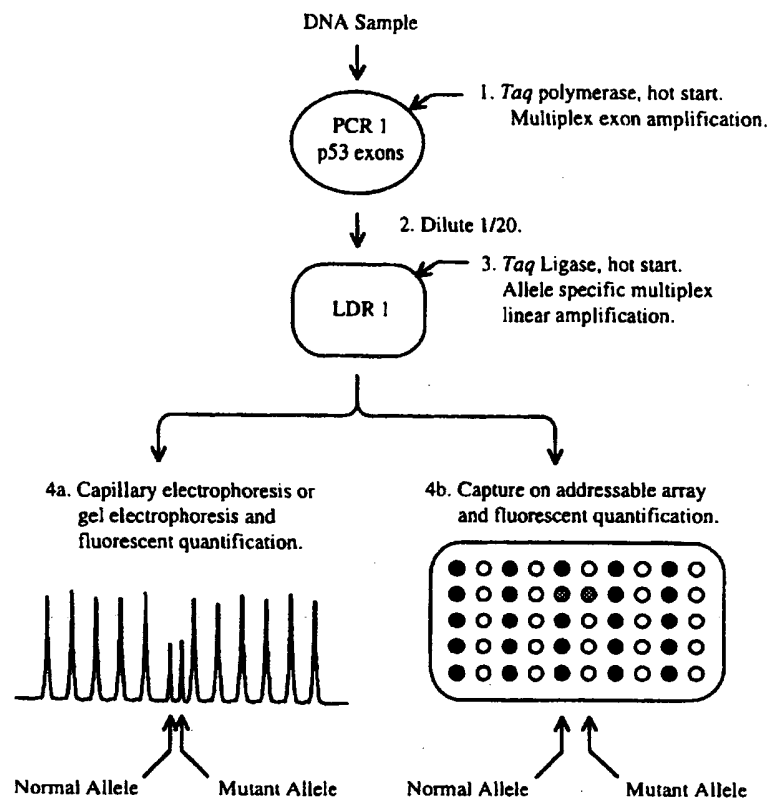 DNA Sample
1. Taq polymerase, hot start.
Multiplex exon amplification.
PCR 1
p53 exons
2. Dilute 1/20.
3. Taq Ligase, hot start.
Allele specific multiplex
linear amplification.
LDR 1
4a. Capillary electrophoresis or
gel electrophoresis and
fluorescent quantification.
4b. Capture on addressable array
and fluorescent quantification.
Normal Allele
Mutant Allele
Normal Allele
Mutant Allele